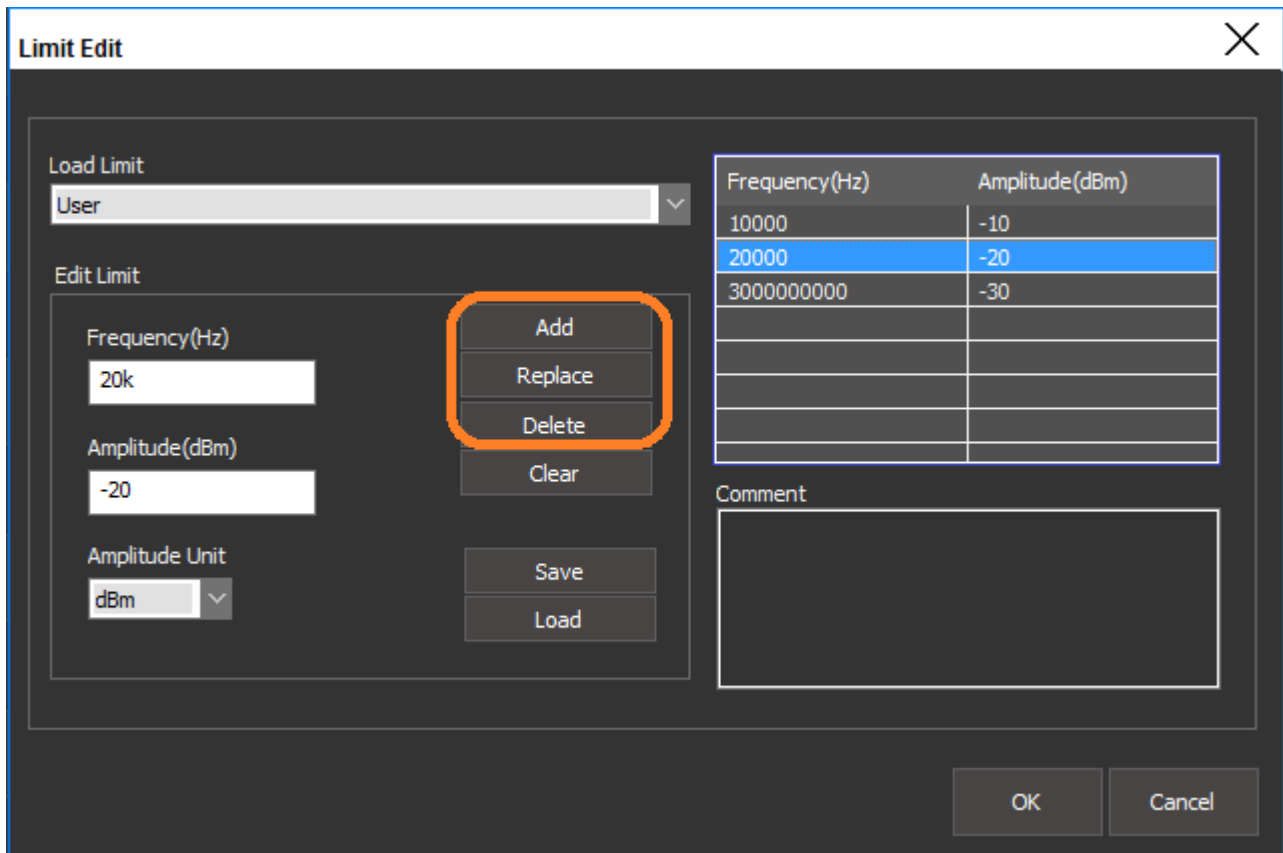 Limit Edit
Load Limit
User
Edit Limit
Frequency(Hz)
20k
Amplitude(dBm)
-20
Amplitude Unit
dBm
Add
Replace
Delete
Clear
Save
Load
Frequency(Hz) Amplitude(dBm)
10000 -10
20000 -20
3000000000 -30
Comment
OK Cancel